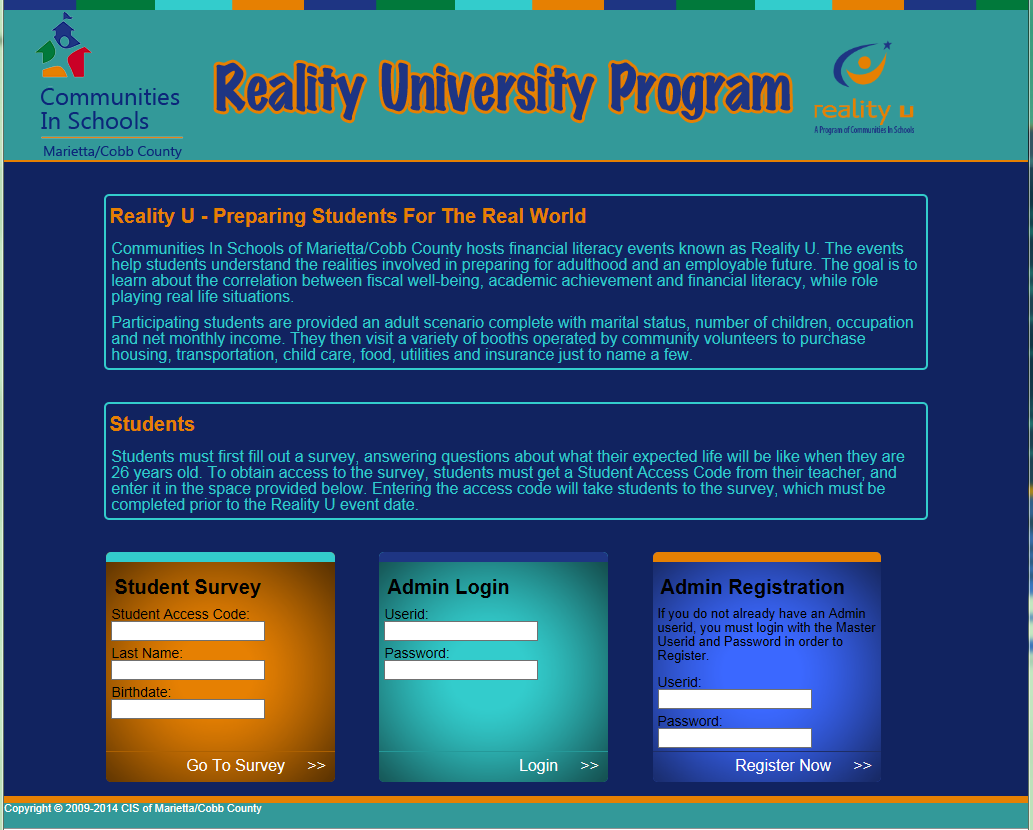 Communities
In Schools
Marietta/Cobb County
Reality University Program
reality u
A Program of Communities In Schools
Reality U - Preparing Students For The Real World
Communities In Schools of Marietta/Cobb County hosts financial literacy events known as Reality U. The events
help students understand the realities involved in preparing for adulthood and an employable future. The goal is to
learn about the correlation between fiscal well-being, academic achievement and financial literacy, while role
playing real life situations.
Participating students are provided an adult scenario complete with marital status, number of children, occupation
and net monthly income. They then visit a variety of booths operated by community volunteers to purchase
housing, transportation, child care, food, utilities and insurance just to name a few.
Students
Students must first fill out a survey, answering questions about what their expected life will be like when they are
26 years old. To obtain access to the survey, students must get a Student Access Code from their teacher, and
enter it in the space provided below. Entering the access code will take students to the survey, which must be
completed prior to the Reality U event date.
Student Survey
Student Access Code:
Last Name:
Birthdate:
Go To Survey >>
Admin Login
Userid:
Password:
Login >>
Admin Registration
If you do not already have an Admin
userid, you must login with the Master
Userid and Password in order to
Register.
Userid:
Password:
Register Now >>
Copyright © 2009-2014 CIS of Marietta/Cobb County